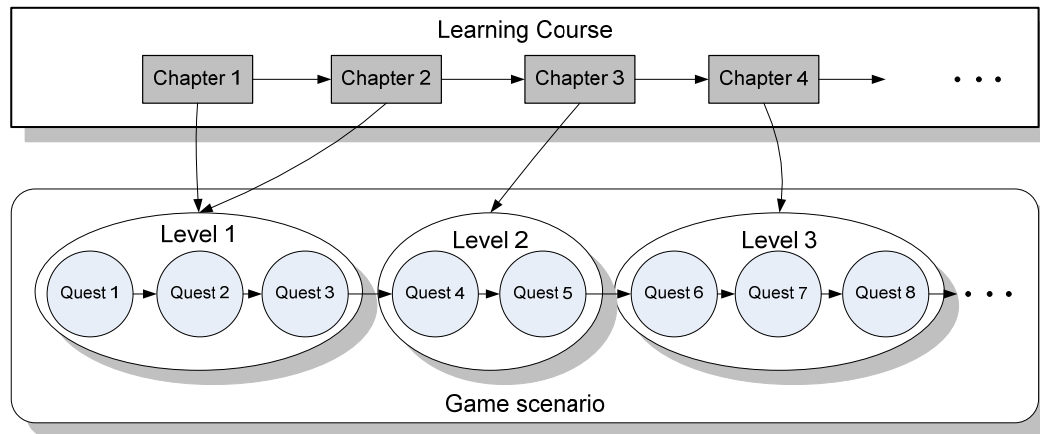 Learning Course
Chapter 1 Chapter 2 Chapter 3 Chapter 4 • • •
Level 1 Level 2 Level 3
Quest 1 Quest 2 Quest 3 Quest 4 Quest 5 Quest 6 Quest 7 Quest 8 • • •
Game scenario